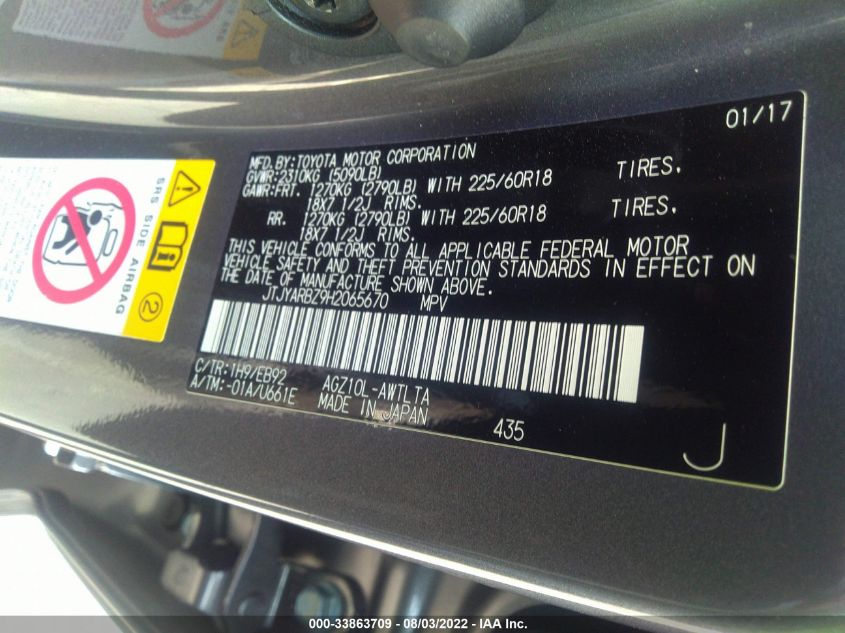 01/17
MFD. BY:TOYOTA MOTOR CORPORATION
GVWR:2310KG (5090LB)
GAWR:FRT. 1270KG (2790LB) WITH 225/60R18 TIRES.
18X7 1/2J RIMS.
RR. 1270KG (2790LB) WITH 225/60R18 TIRES.
18X7 1/2J RIMS.
THIS VEHICLE CONFORMS TO ALL APPLICABLE FEDERAL MOTOR
VEHICLE SAFETY AND THEFT PREVENTION STANDARDS IN EFFECT ON
THE DATE OF MANUFACTURE SHOWN ABOVE.
JTJYARBZ9H2065670 MPV
C/TR:1H9/EB92 AGZ10L-AWTLTA
A/TM:-01A/U661E MADE IN JAPAN
435
J
SRS SIDE AIRBAG
2
000-33863709 - 08/03/2022 - IAA Inc.